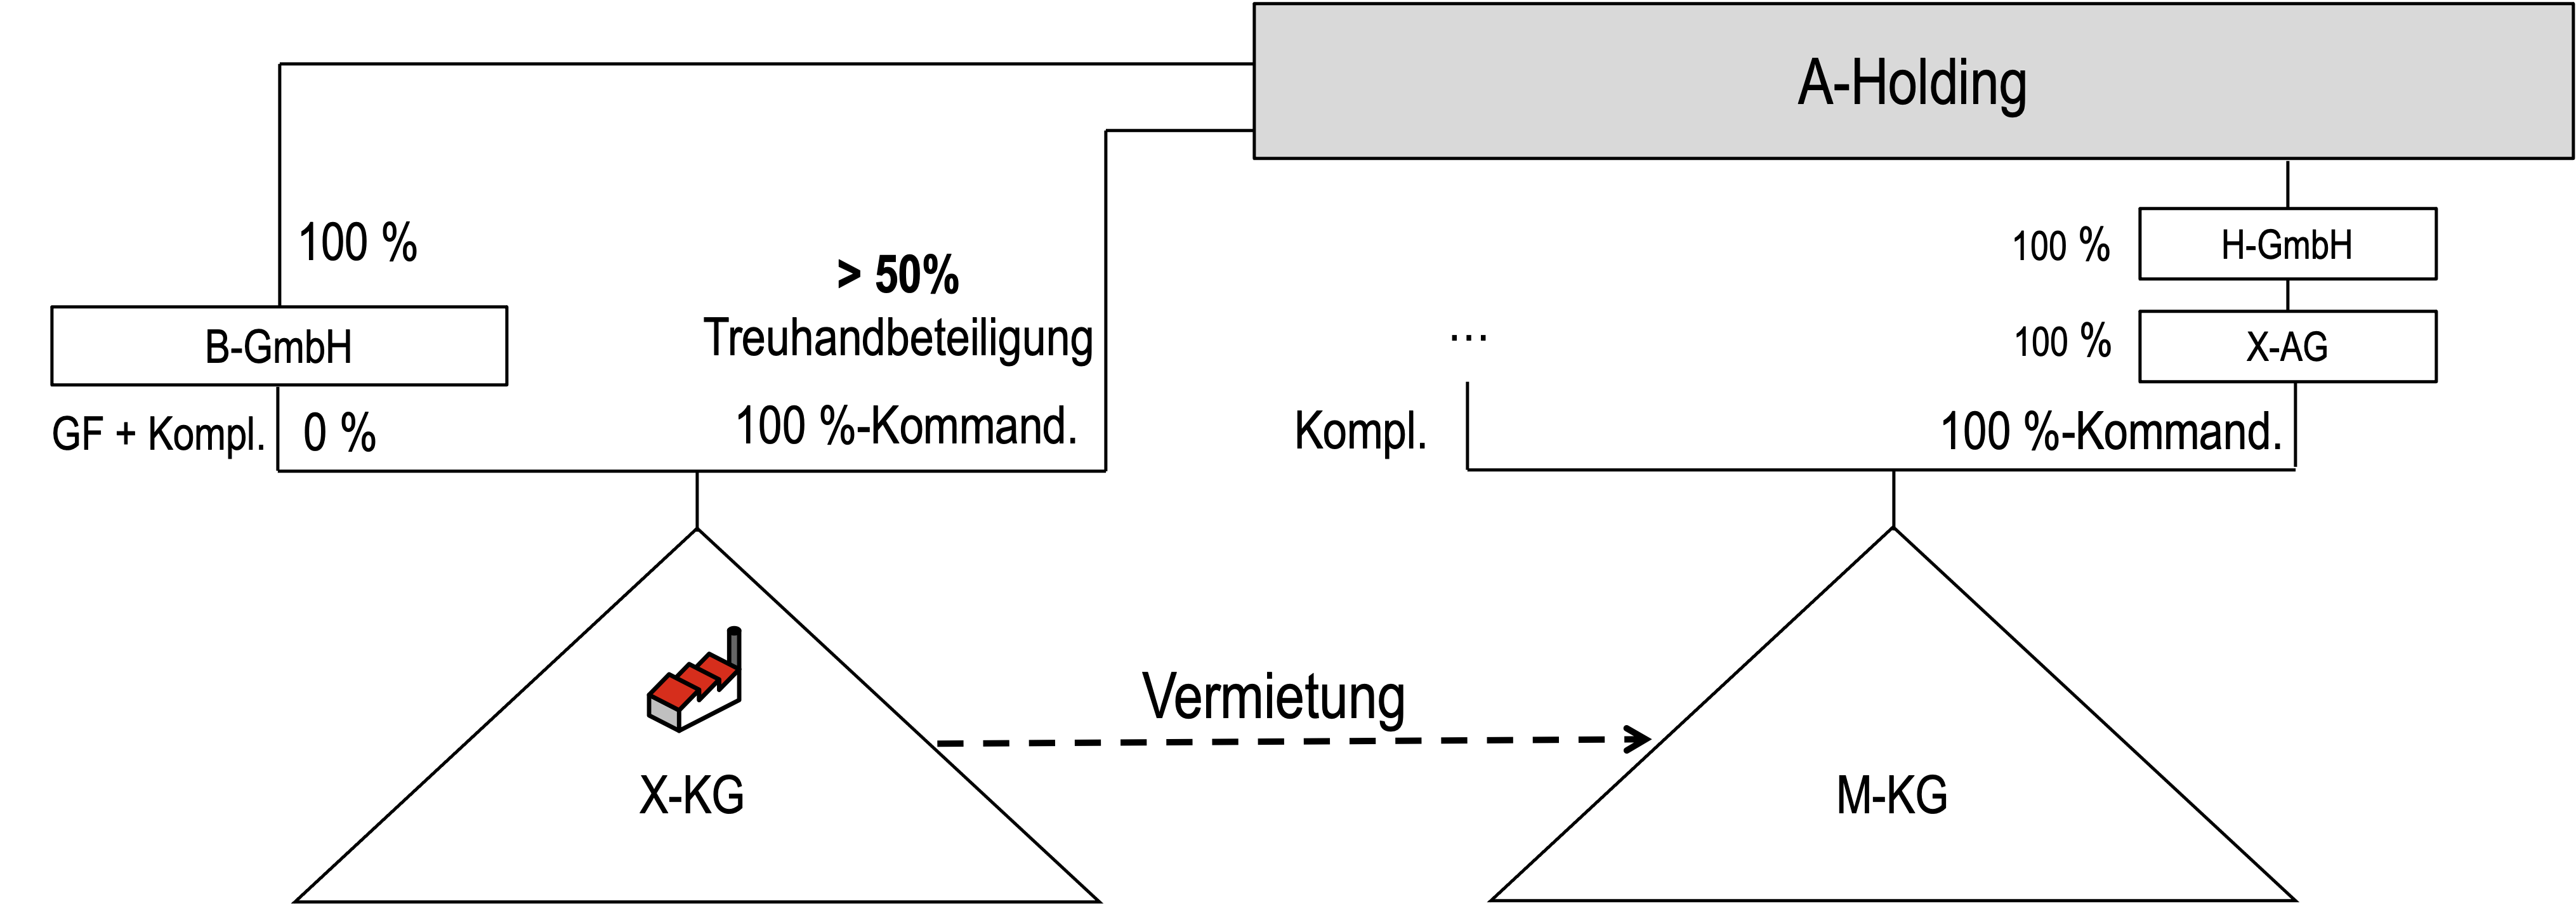 A-Holding
100 %
> 50%
Treuhandbeteiligung
100 %
H-GmbH
B-GmbH
...
100 %
X-AG
GF + Kompl.
0 %
100 %-Kommand.
Kompl.
100 %-Kommand.
Vermietung
X-KG
M-KG